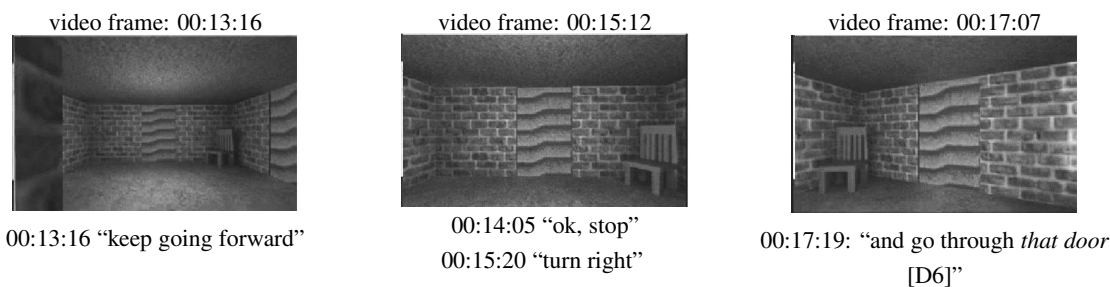 video frame: 00:13:16
video frame: 00:15:12
video frame: 00:17:07
00:13:16 “keep going forward”
00:14:05 “ok, stop”
00:15:20 “turn right”
00:17:19: “and go through that door
[D6]”